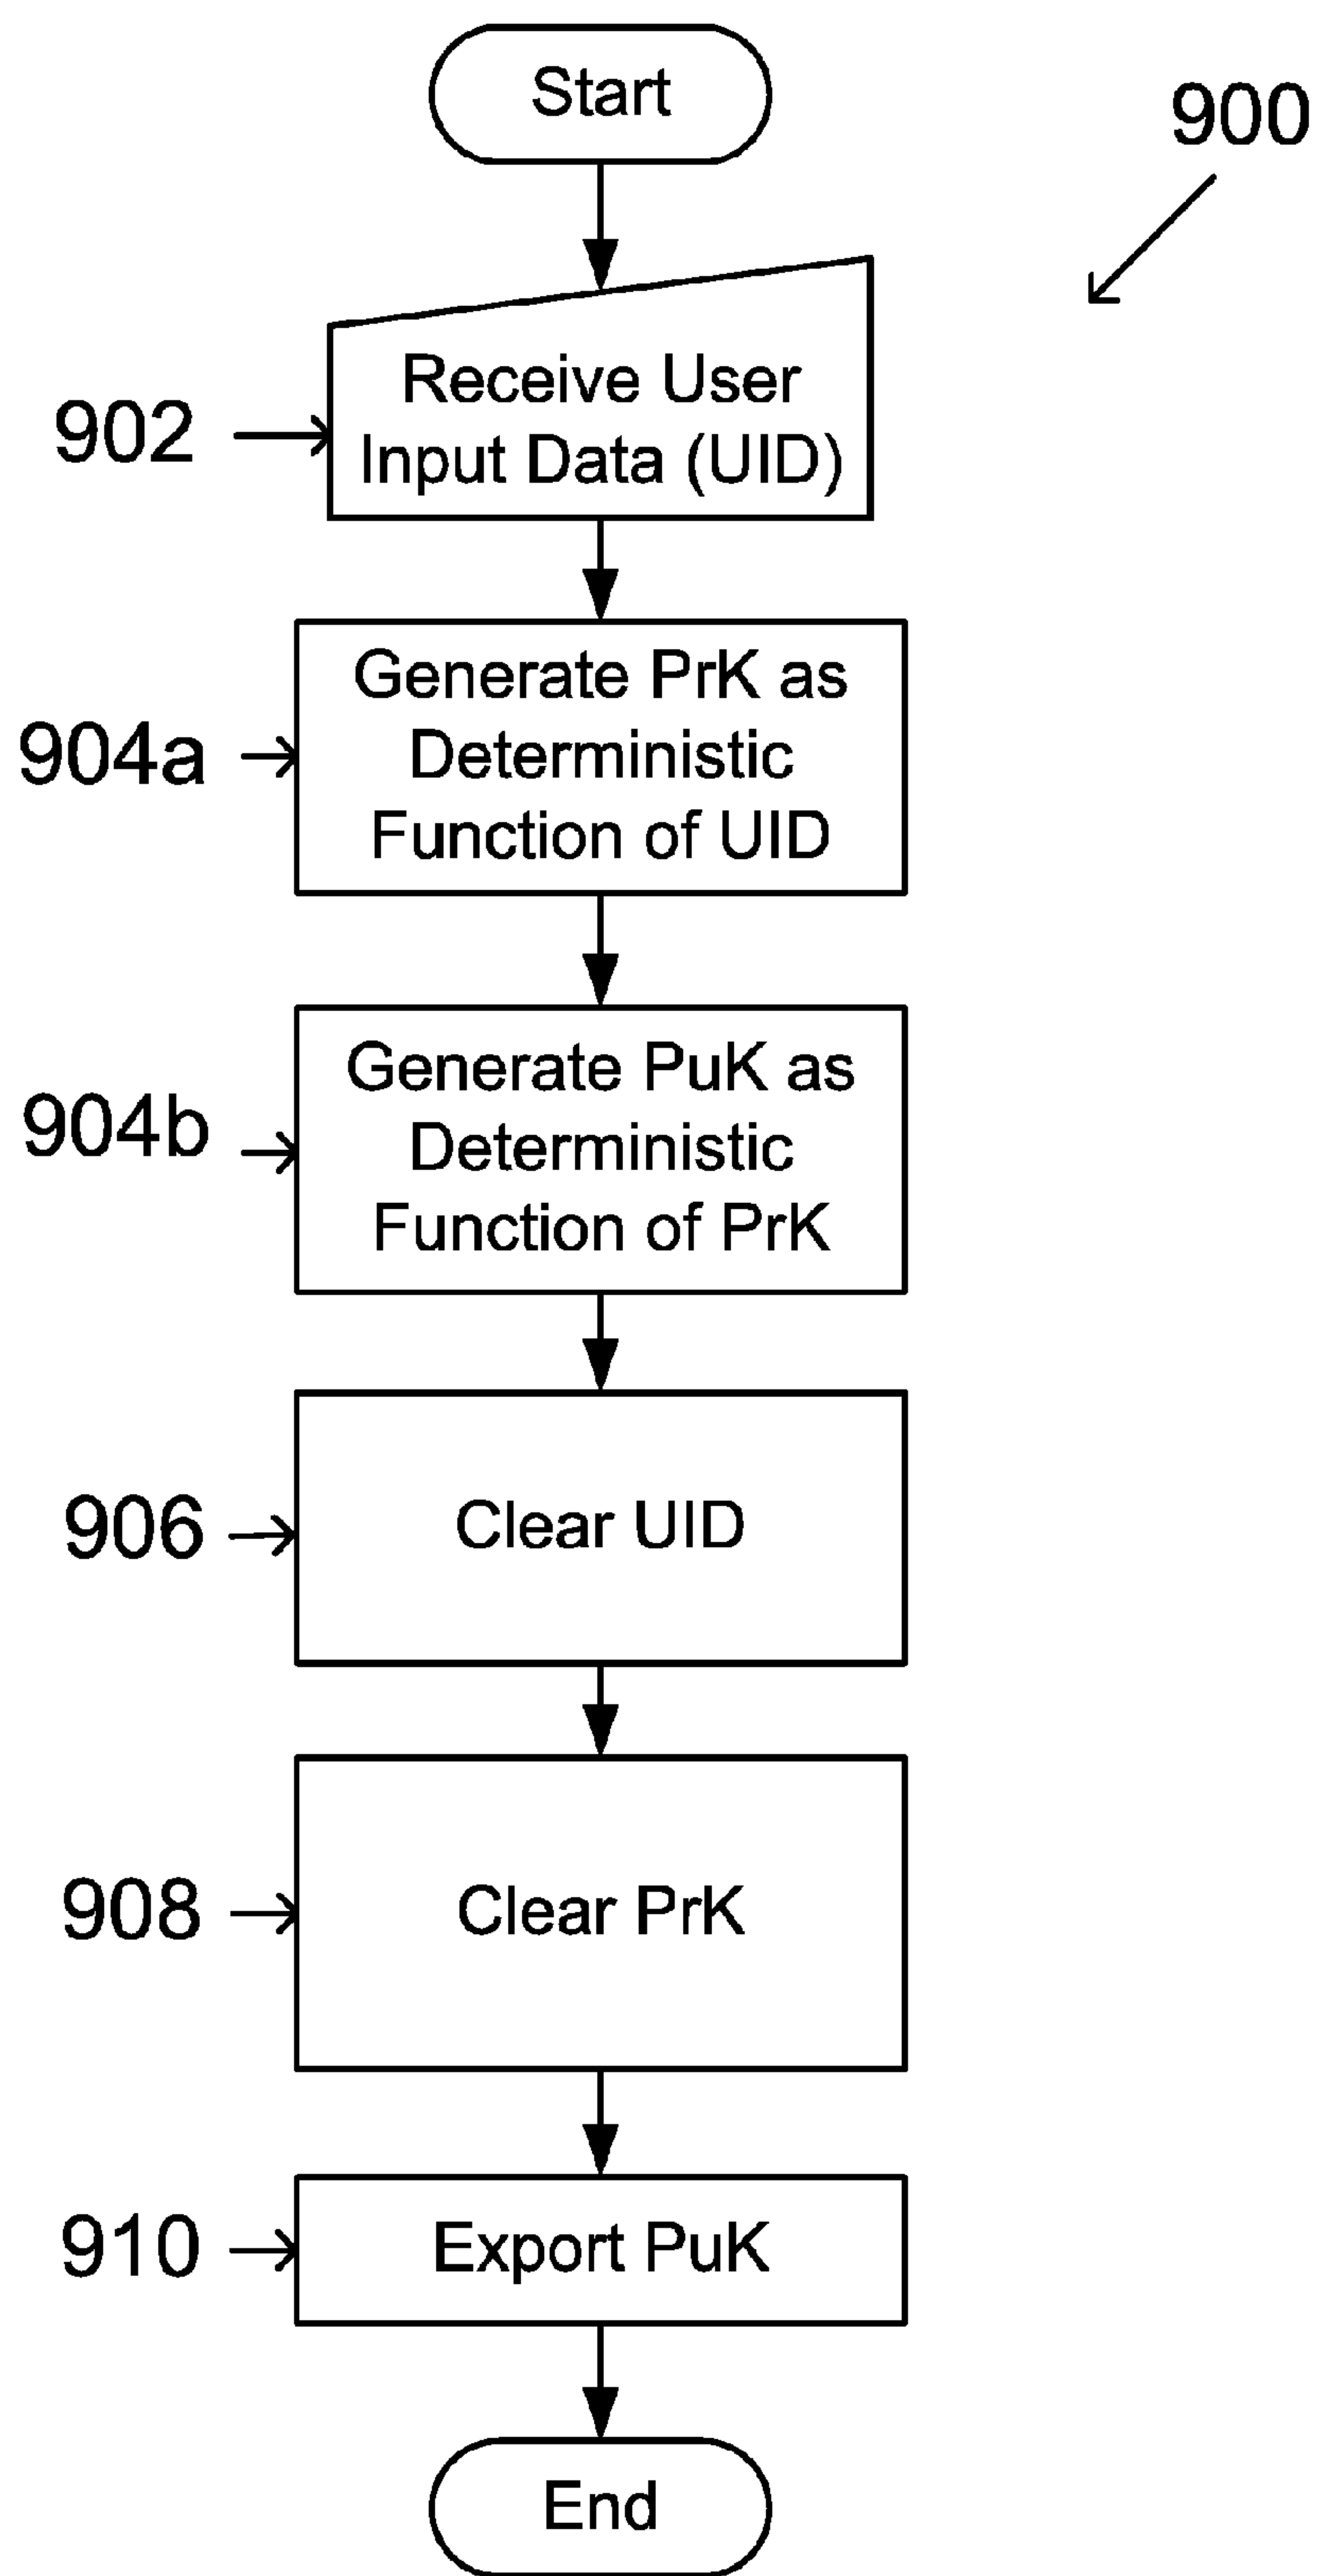 Start
900
902
Receive User
Input Data (UID)
904a
Generate PrK as
Deterministic
Function of UID
904b
Generate PuK as
Deterministic
Function of PrK
906
Clear UID
908
Clear PrK
910
Export PuK
End